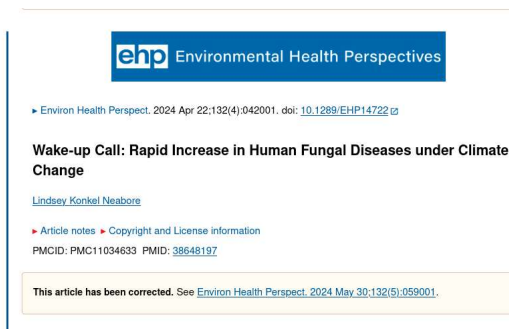 ehp Environmental Health Perspectives
▸ Environ Health Perspect. 2024 Apr 22;132(4):042001. doi: 10.1289/EHP14722
Wake-up Call: Rapid Increase in Human Fungal Diseases under Climate
Change
Lindsey Konkel Neabore
▸ Article notes ▸ Copyright and License information
PMCID: PMC11034633 PMID: 38648197
This article has been corrected. See Environ Health Perspect. 2024 May 30;132(5):059001.